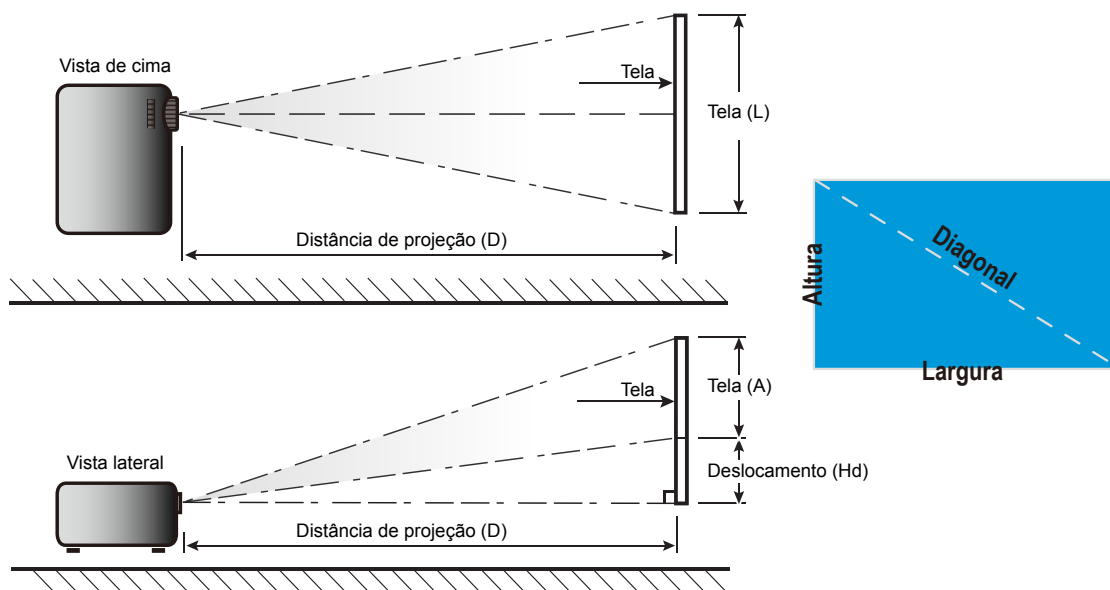 Vista de cima
Tela
Tela (L)
Distância de projeção (D)
Altura
Diagonal
Largura
Tela
Tela (A)
Vista lateral
Deslocamento (Hd)
Distância de projeção (D)